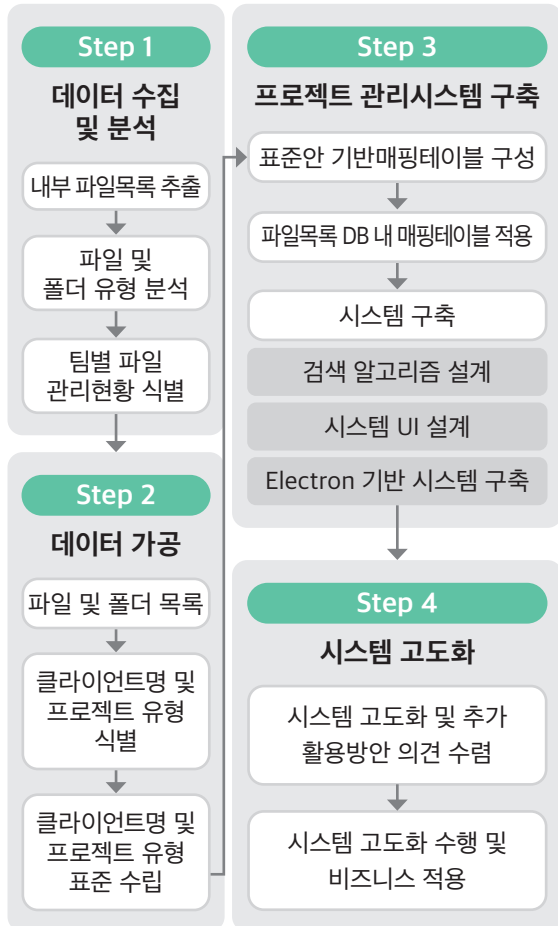 Step 1
데이터 수집
및 분석
내부 파일목록 추출
파일 및
폴더 유형 분석
팀별 파일
관리현황 식별
Step 2
데이터 가공
파일 및 폴더 목록
클라이언트명 및
프로젝트 유형
식별
클라이언트명 및
프로젝트 유형
표준 수립
Step 3
프로젝트 관리시스템 구축
표준안 기반매핑테이블 구성
파일목록 DB 내 매핑테이블 적용
시스템 구축
검색 알고리즘 설계
시스템 UI 설계
Electron 기반 시스템 구축
Step 4
시스템 고도화
시스템 고도화 및 추가
활용방안 의견 수렴
시스템 고도화 수행 및
비즈니스 적용